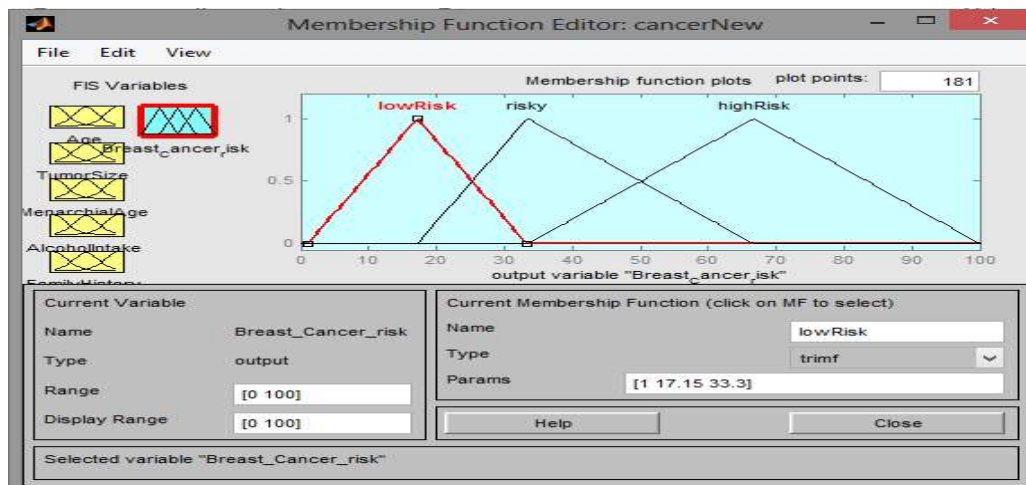 Membership Function Editor: cancerNew
File Edit View
FIS Variables
Age
TumorSize
MenarchialAge
AlcoholIntake
FamilyHistory
Breast_cancer_risk
Membership function plots plot points: 181
lowRisk risky highRisk
1
0.5
0
0 10 20 30 40 50 60 70 80 90 100
output variable "Breast_cancer_risk"
Current Variable
Name Breast_Cancer_risk
Type output
Range [0 100]
Display Range [0 100]
Current Membership Function (click on MF to select)
Name lowRisk
Type trimf
Params [1 17.15 33.3]
Help Close
Selected variable "Breast_Cancer_risk"